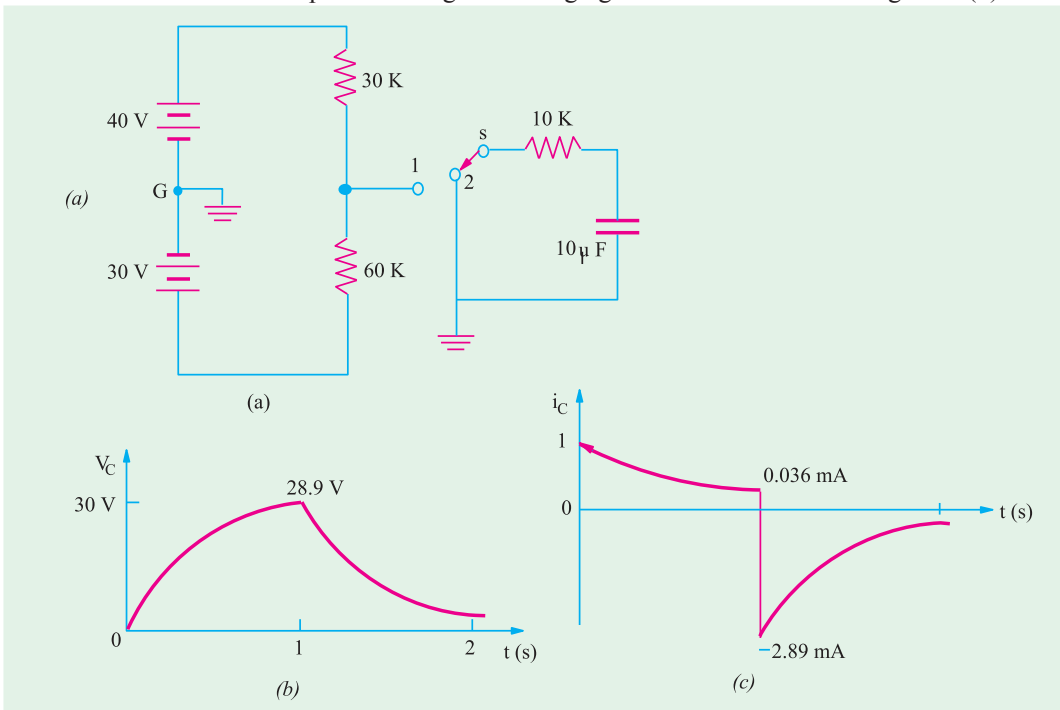 30 K
40 V
10 K
s
1
G
2
(a)
10 μ F
30 V
60 K
(a)
i_C
V_C
1
0.036 mA
28.9 V
30 V
0
t (s)
0
1
2
t (s)
−2.89 mA
(b)
(c)